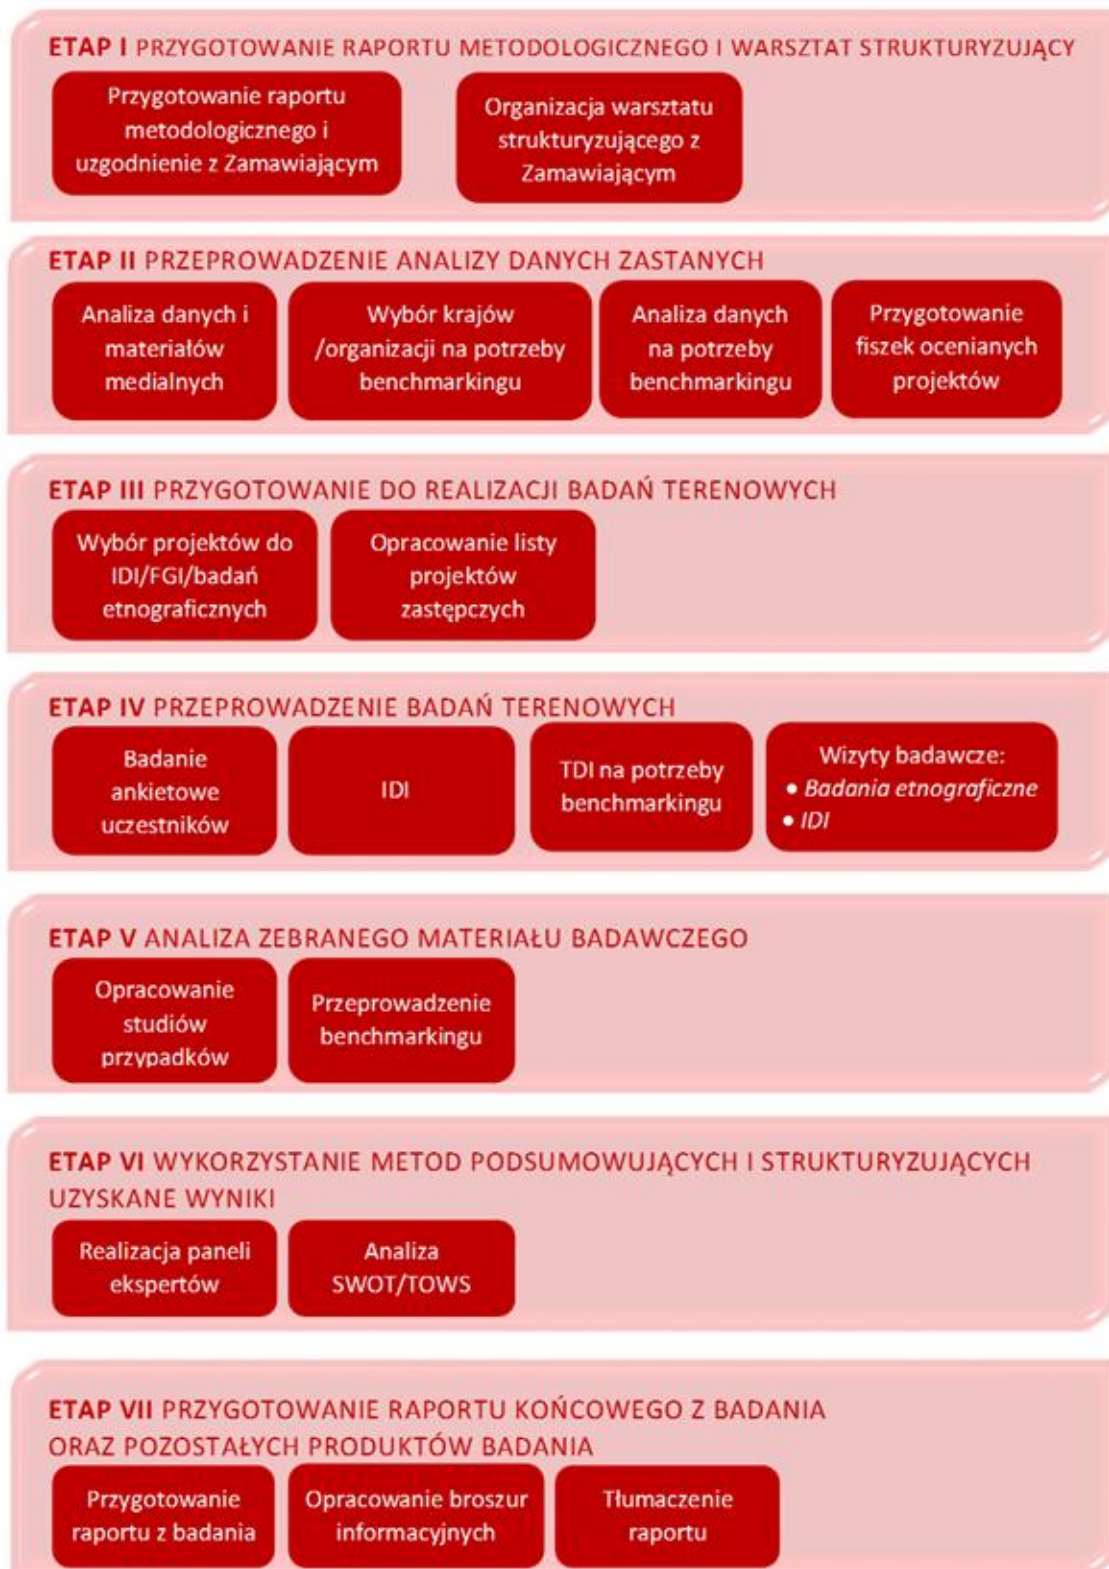 ETAP I PRZYGOTOWANIE RAPORTU METODOLOGICZNEGO I WARSZTAT STRUKTURYZUJĄCY
Przygotowanie raportu
metodologicznego i
uzgodnienie z Zamawiającym
Organizacja warsztatu
strukturyzującego z
Zamawiającym
ETAP II PRZEPROWADZENIE ANALIZY DANYCH ZASTANYCH
Analiza danych i
materiałów
medialnych
Wybór krajów
/organizacji na potrzeby
benchmarkingu
Analiza danych
na potrzeby
benchmarkingu
Przygotowanie
fiszek ocenianych
projektów
ETAP III PRZYGOTOWANIE DO REALIZACJI BADAŃ TERENOWYCH
Wybór projektów do
IDI/FGI/badań
etnograficznych
Opracowanie listy
projektów
zastępczych
ETAP IV PRZEPROWADZENIE BADAŃ TERENOWYCH
Badanie
ankietowe
uczestników
IDI
TDI na potrzeby
benchmarkingu
Wizyty badawcze:
• Badania etnograficzne
• IDI
ETAP V ANALIZA ZEBRANEGO MATERIAŁU BADAWCZEGO
Opracowanie
studiów
przypadków
Przeprowadzenie
benchmarkingu
ETAP VI WYKORZYSTANIE METOD PODSUMOWUJĄCYCH I STRUKTURYZUJĄCYCH
UZYSKANE WYNIKI
Realizacja paneli
ekspertów
Analiza
SWOT/TOWS
ETAP VII PRZYGOTOWANIE RAPORTU KOŃCOWEGO Z BADANIA
ORAZ POZOSTAŁYCH PRODUKTÓW BADANIA
Przygotowanie
raportu z badania
Opracowanie broszur
informacyjnych
Tłumaczenie
raportu